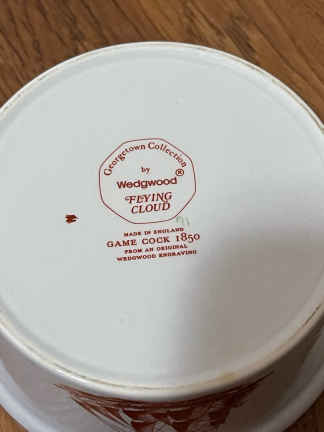 Georgetown Collection
by
Wedgwood®
FLYING
CLOUD
MADE IN ENGLAND
GAME COCK 1850
FROM AN ORIGINAL
WEDGWOOD ENGRAVING